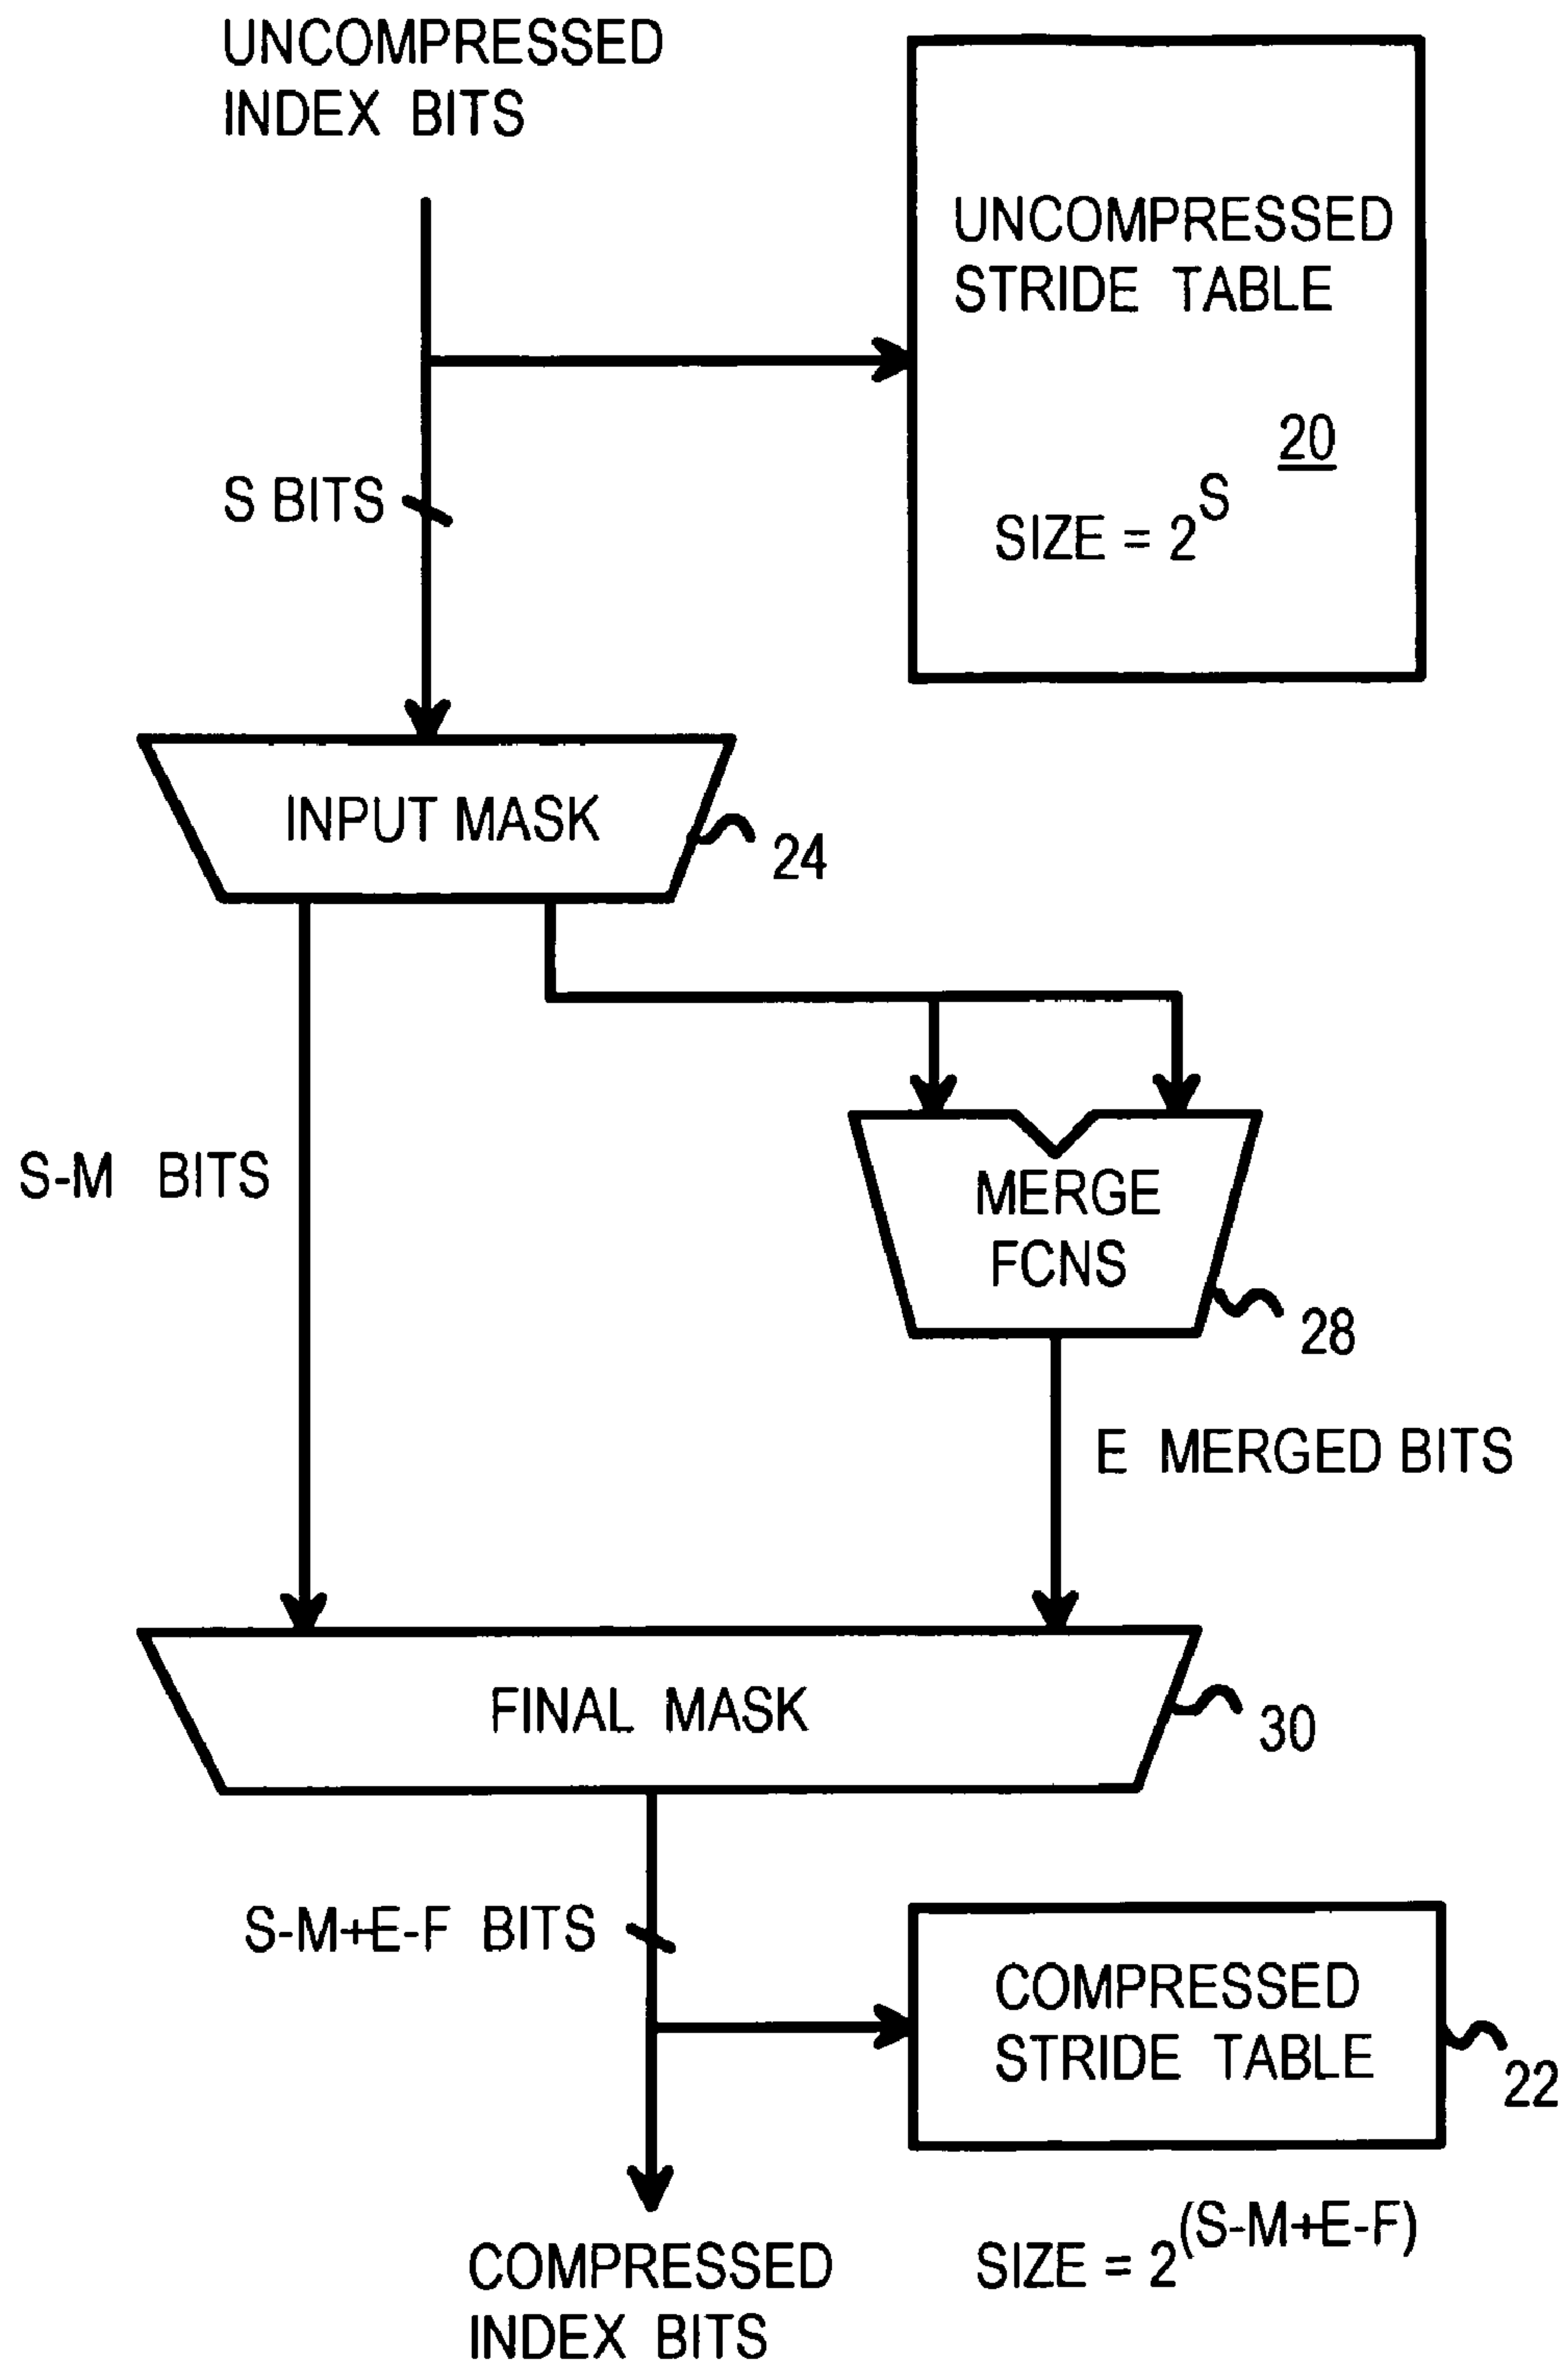 UNCOMPRESSED
INDEX BITS
UNCOMPRESSED
STRIDE TABLE
20
S BITS
SIZE = 2^S
INPUT MASK
24
S-M BITS
MERGE
FCNS
28
E MERGED BITS
FINAL MASK
30
S-M+E-F BITS
COMPRESSED
STRIDE TABLE
22
COMPRESSED
INDEX BITS
SIZE = 2^(S-M+E-F)